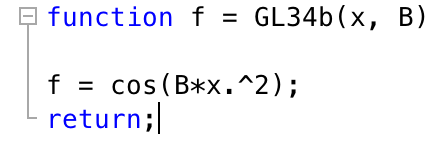 function f = GL34b(x, B)
f = cos(B*x.^2);
return;